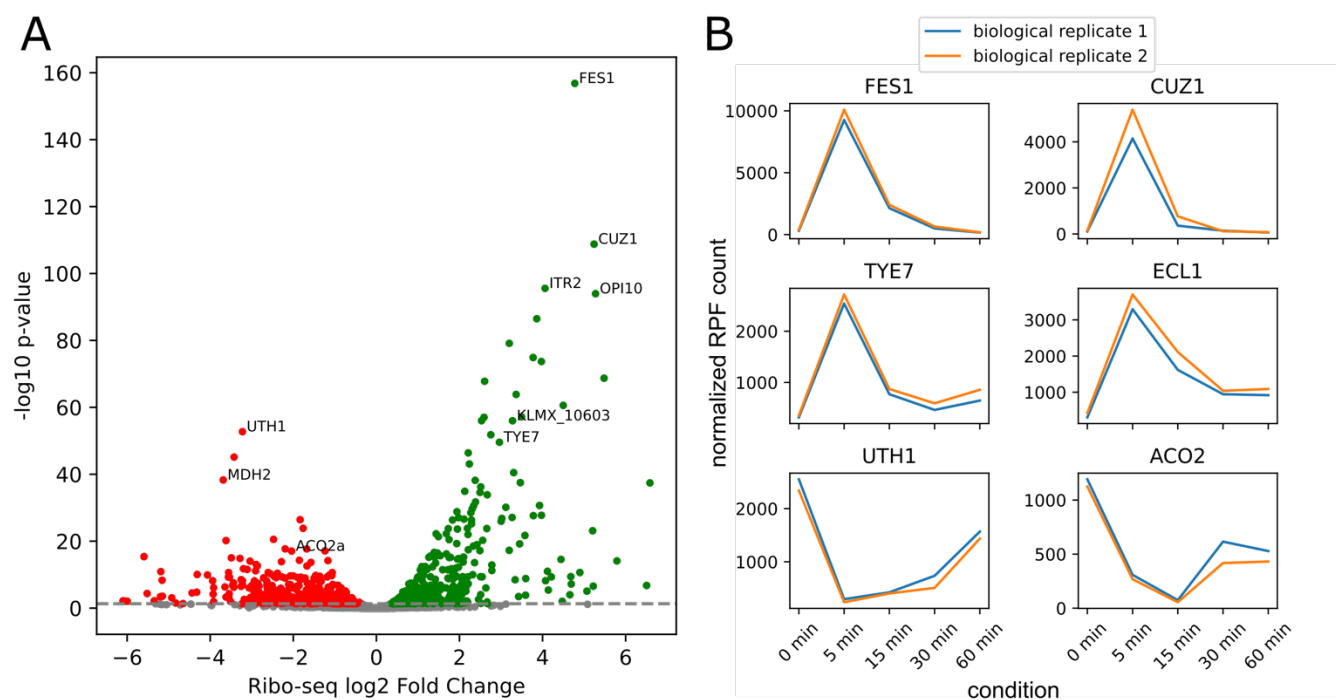 A
160
140
120
100
80
60
40
20
0
-log10 p-value
FES1
CUZ1
ITR2
OPI10
KLMX_10603
TYE7
UTH1
MDH2
ACO2a
−6
−4
−2
0
2
4
6
Ribo-seq log2 Fold Change
B
biological replicate 1
biological replicate 2
normalized RPF count
FES1
10000
5000
0
CUZ1
4000
2000
0
TYE7
2000
1000
ECL1
3000
2000
1000
UTH1
2000
1000
ACO2
1000
500
0
0 min
5 min
15 min
30 min
60 min
0 min
5 min
15 min
30 min
60 min
condition